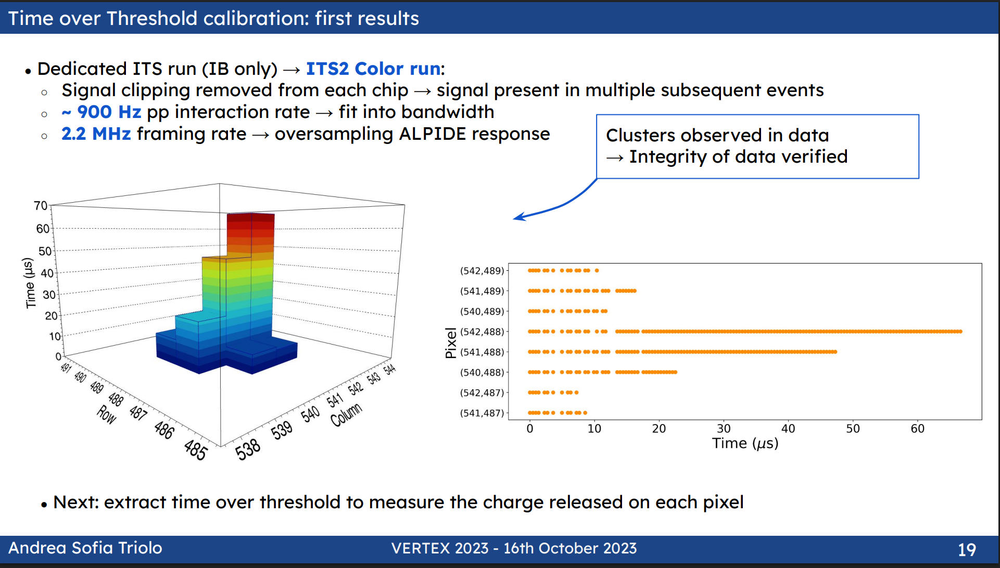 Time over Threshold calibration: first results
● Dedicated ITS run (IB only) → ITS2 Color run:
○ Signal clipping removed from each chip → signal present in multiple subsequent events
○ ~ 900 Hz pp interaction rate → fit into bandwidth
○ 2.2 MHz framing rate → oversampling ALPIDE response
Clusters observed in data
→ Integrity of data verified
70
60
50
40
30
20
10
0
Time (μs)
491
490
489
488
487
486
485
Row
538
539
540
541
542
543
544
Column
(542,489)
(541,489)
(540,489)
(542,488)
(541,488)
(540,488)
(542,487)
(541,487)
Pixel
0 10 20 30 40 50 60
Time (μs)
● Next: extract time over threshold to measure the charge released on each pixel
Andrea Sofia Triolo
VERTEX 2023 - 16th October 2023
19